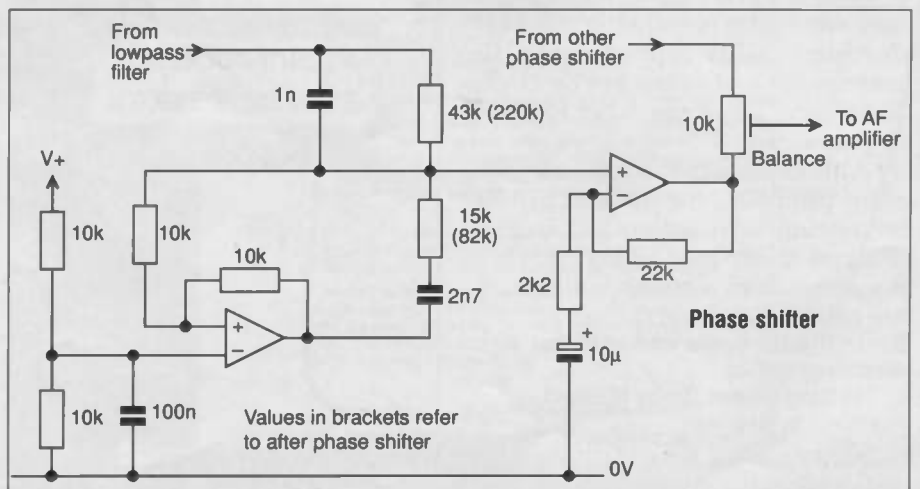 From
lowpass
filter
From other
phase shifter
1n
43k (220k)
10k
To AF
amplifier
Balance
V+
10k
10k
10k
15k
(82k)
2n7
+
−
+
−
22k
2k2
Phase shifter
+
10µ
10k
100n
Values in brackets refer
to after phase shifter
0V